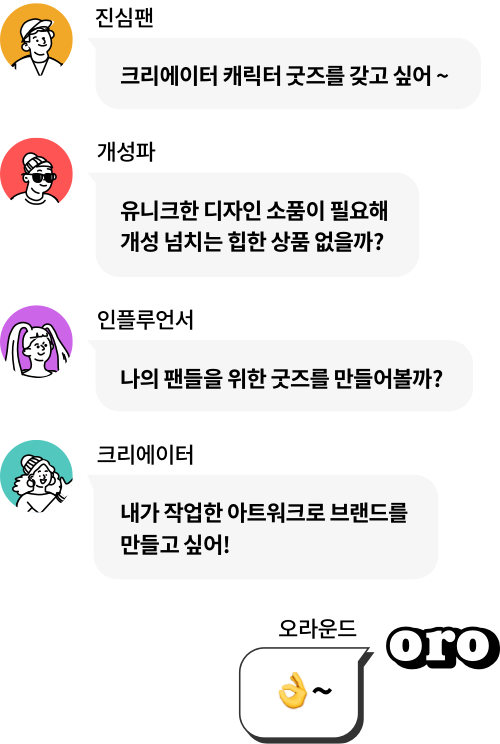 진심팬
크리에이터 캐릭터 굿즈를 갖고 싶어 ~
개성파
유니크한 디자인 소품이 필요해
개성 넘치는 힙한 상품 없을까?
인플루언서
나의 팬들을 위한 굿즈를 만들어볼까?
크리에이터
내가 작업한 아트워크로 브랜드를
만들고 싶어!
오라운드
oro
👌~